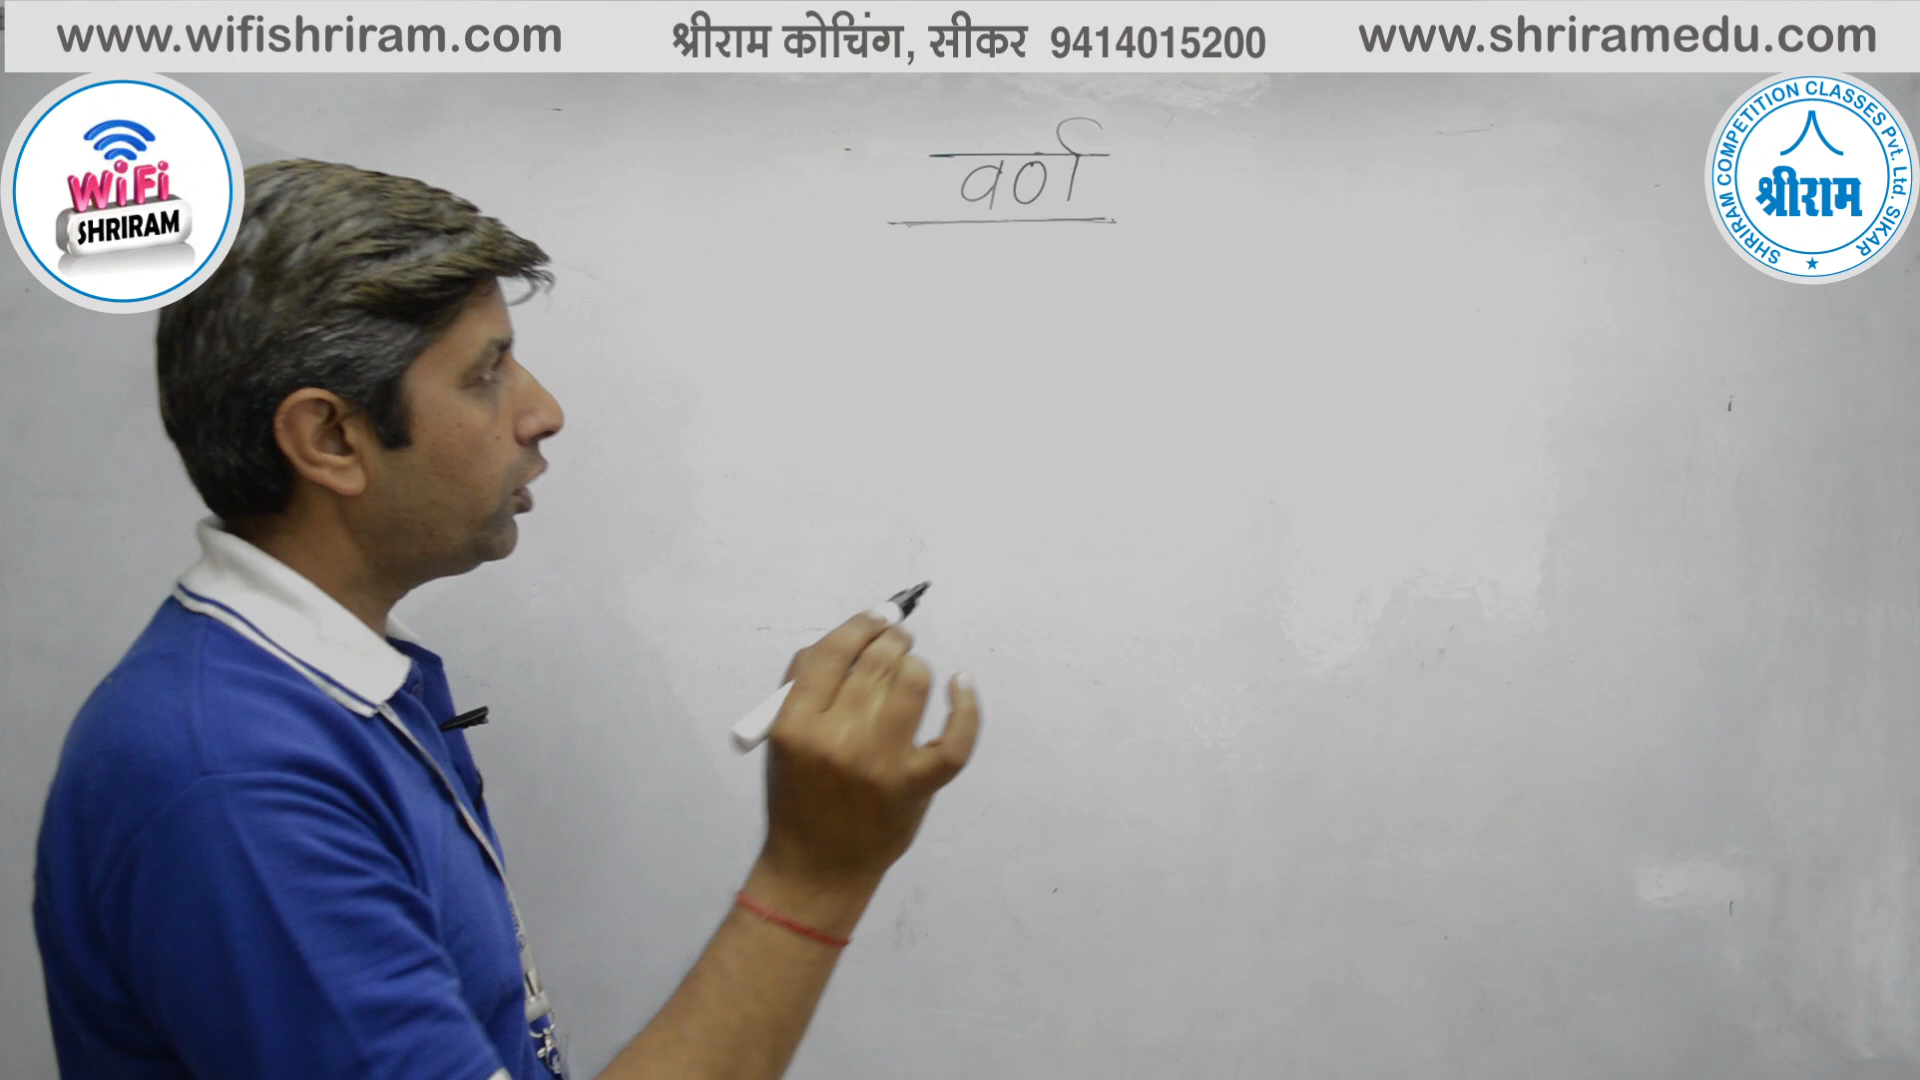 www.wifishriram.com श्रीराम कोचिंग, सीकर 9414015200 www.shriramedu.com
WiFi
SHRIRAM
SHRIRAM COMPETITION CLASSES Pvt. Ltd. SIKAR
श्रीराम
वर्ण